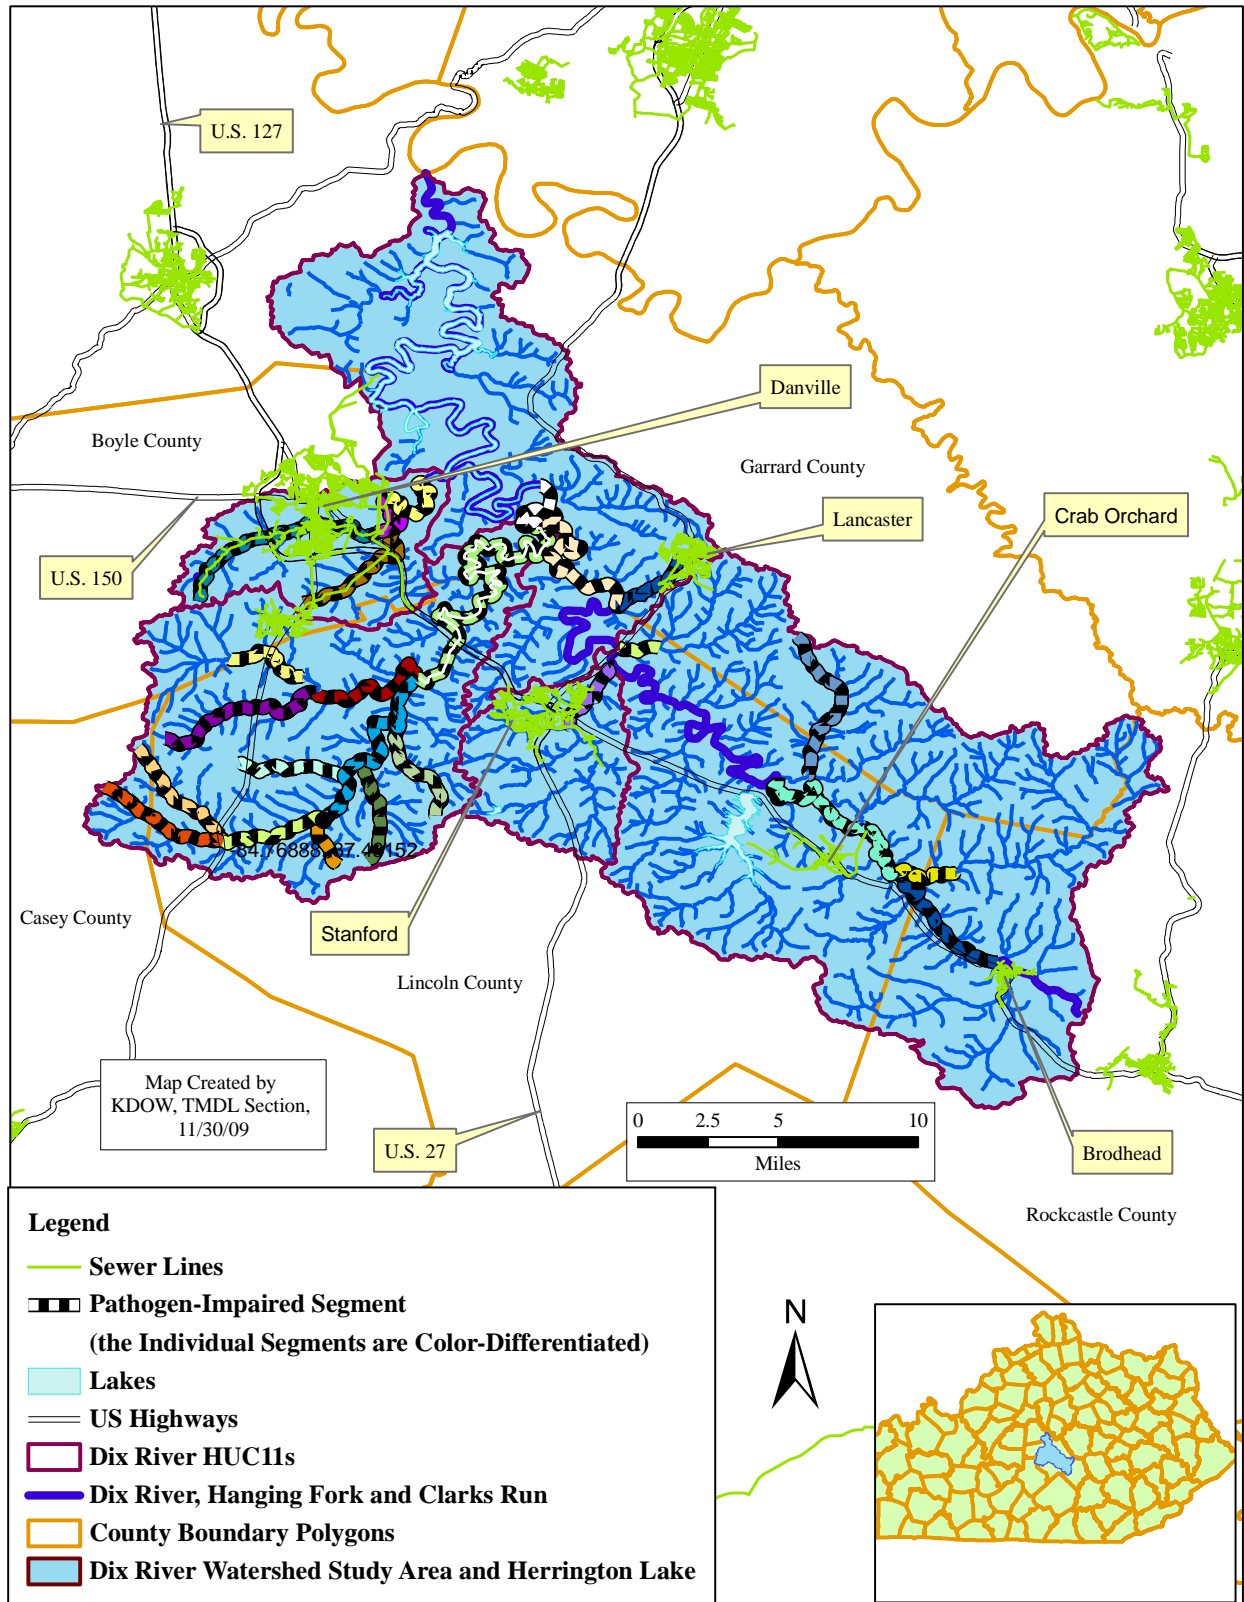 U.S. 127
Danville
Boyle County
Garrard County
Lancaster
Crab Orchard
U.S. 150
Casey County
Stanford
Lincoln County
Map Created by
KDOW, TMDL Section,
11/30/09
U.S. 27
0 2.5 5 10
Miles
Brodhead
Rockcastle County
Legend
Sewer Lines
Pathogen-Impaired Segment
(the Individual Segments are Color-Differentiated)
Lakes
US Highways
Dix River HUC11s
Dix River, Hanging Fork and Clarks Run
County Boundary Polygons
Dix River Watershed Study Area and Herrington Lake
N